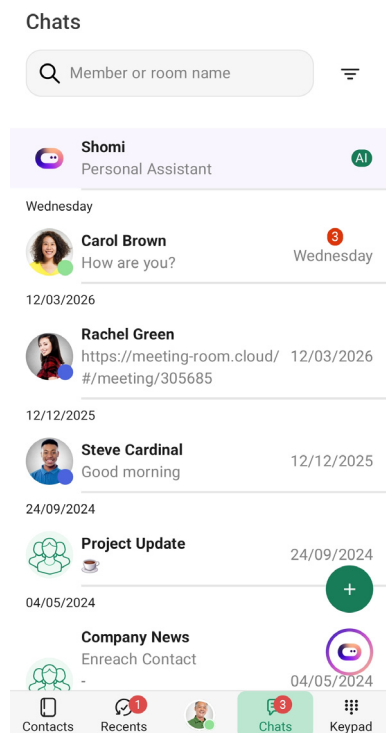 Chats
Member or room name
Shomi
Personal Assistant
AI
Wednesday
Carol Brown
How are you?
3
Wednesday
12/03/2026
Rachel Green
https://meeting-room.cloud/
#/meeting/305685
12/03/2026
12/12/2025
Steve Cardinal
Good morning
12/12/2025
24/09/2024
Project Update
24/09/2024
+
04/05/2024
Company News
Enreach Contact
-
04/05/2024
1
3
Contacts
Recents
Chats
Keypad